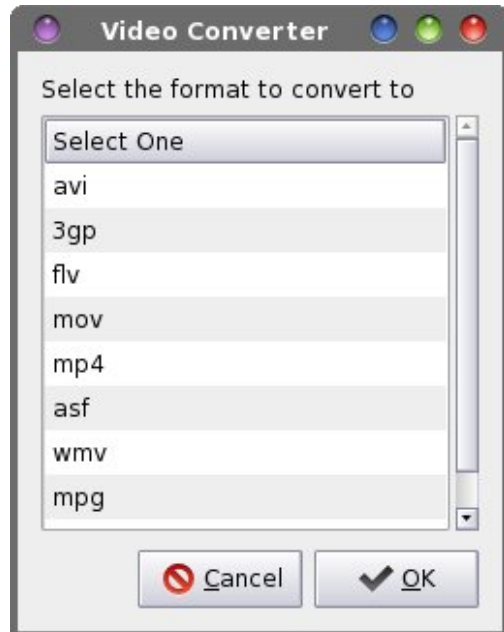 Video Converter
Select the format to convert to
Select One
avi
3gp
flv
mov
mp4
asf
wmv
mpg
Cancel OK